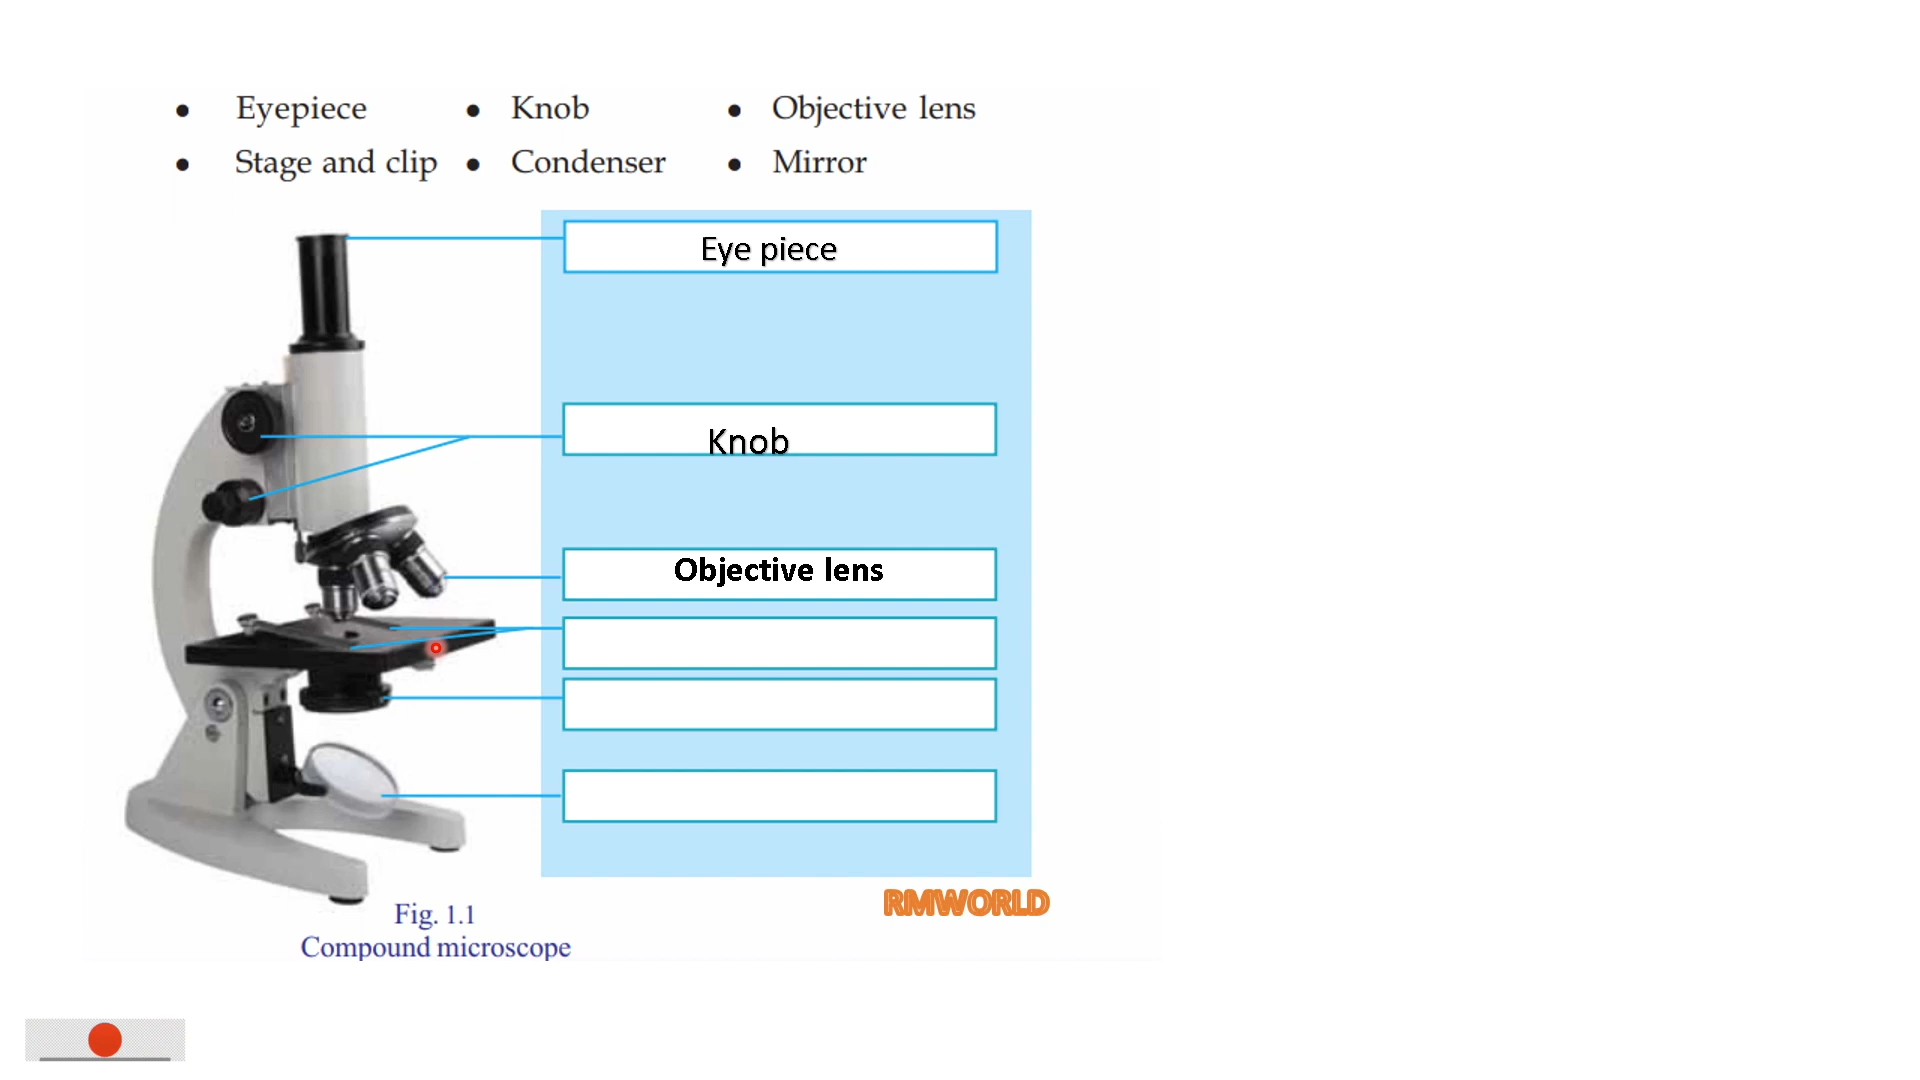 • Eyepiece • Knob • Objective lens
• Stage and clip • Condenser • Mirror
Eye piece
Knob
Objective lens
RMWORLD
Fig. 1.1
Compound microscope